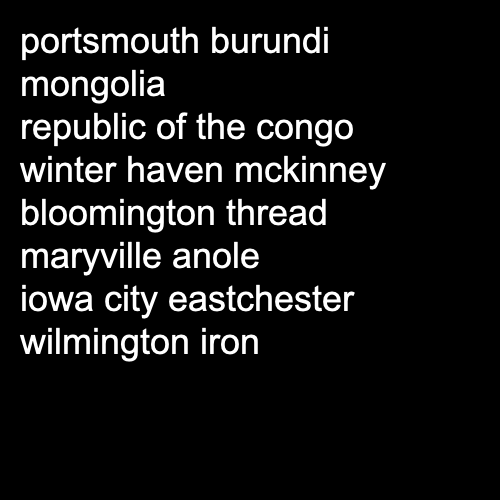 portsmouth burundi
mongolia
republic of the congo
winter haven mckinney
bloomington thread
maryville anole
iowa city eastchester
wilmington iron